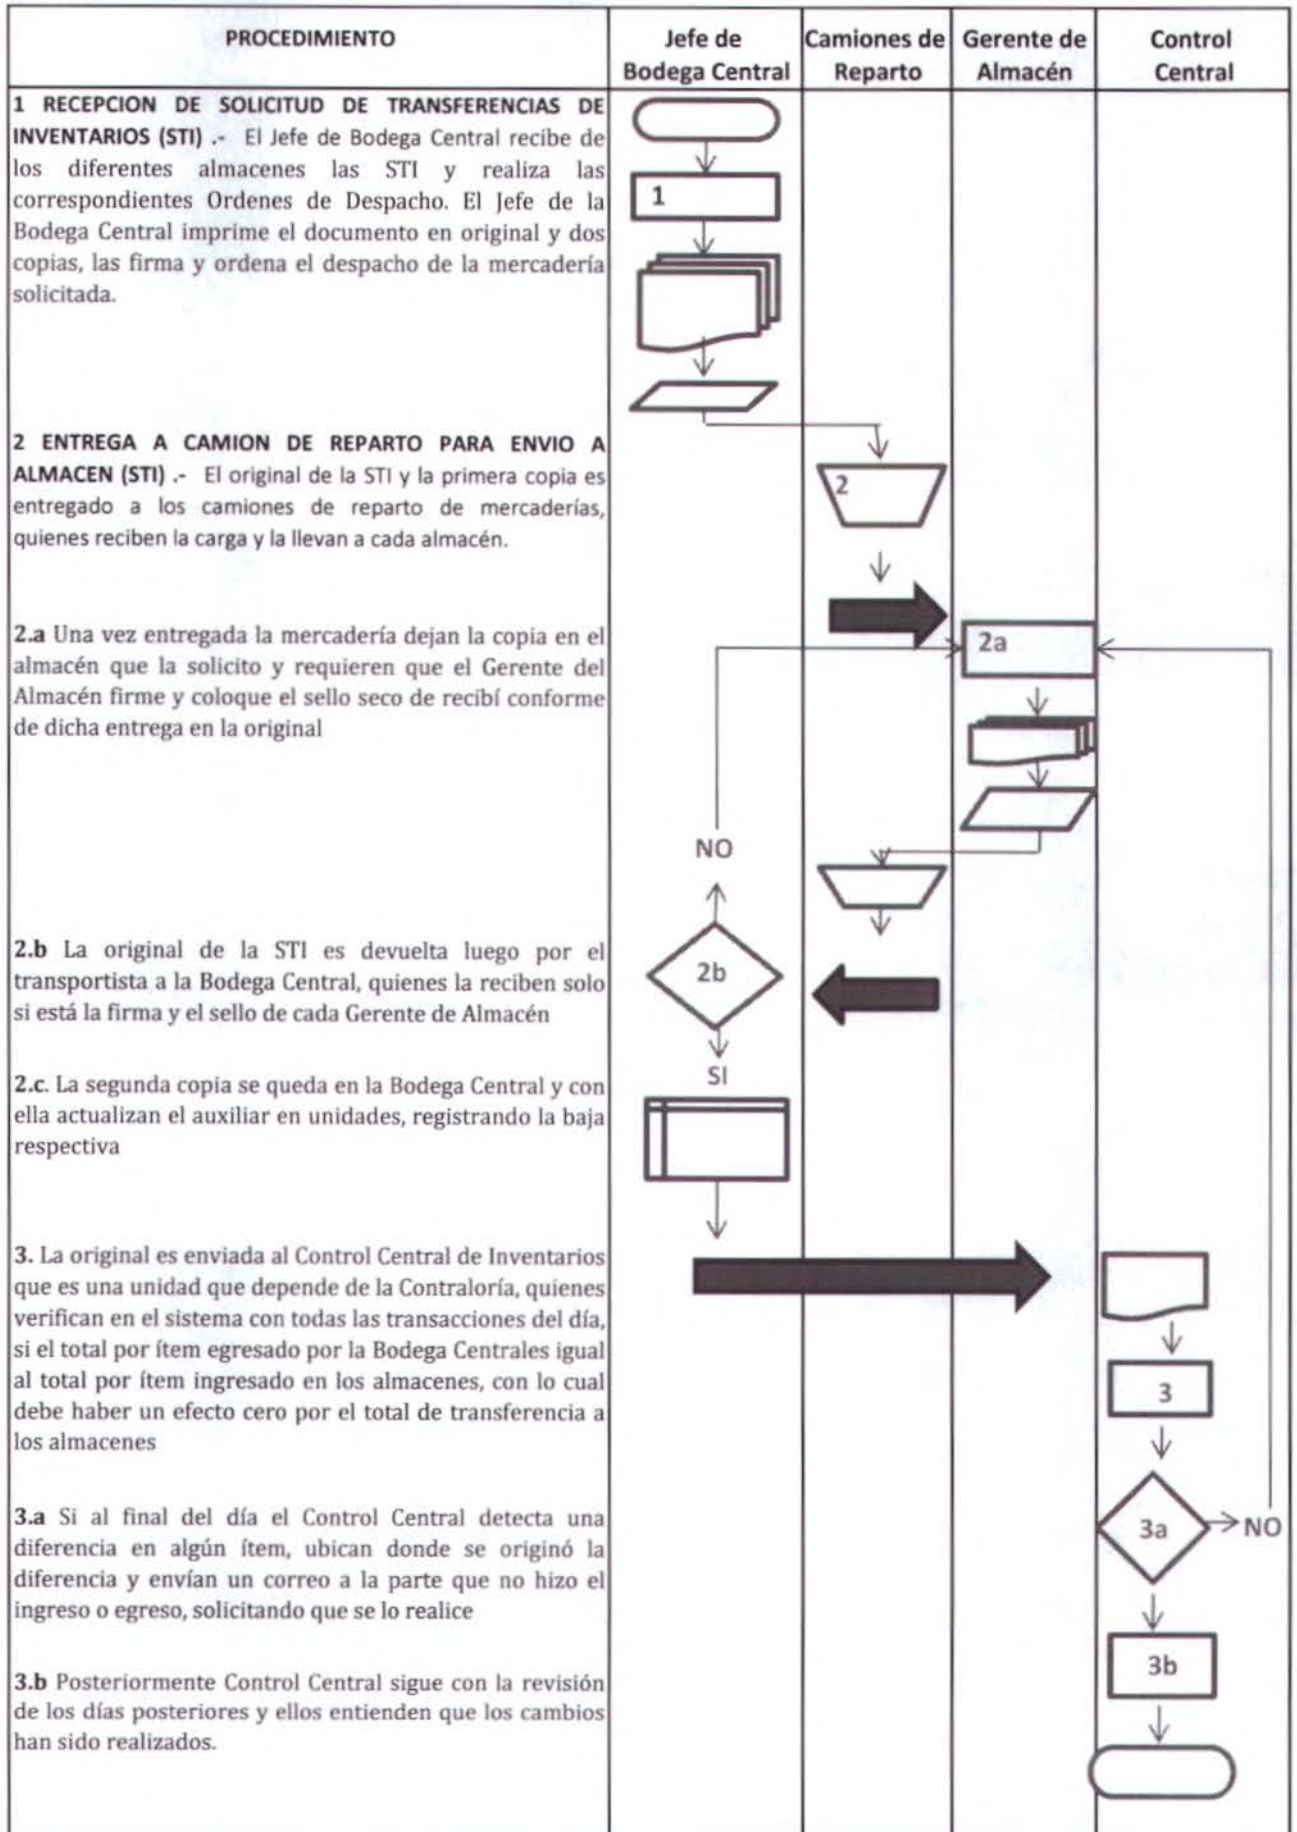 PROCEDIMIENTO
Jefe de
Bodega Central
Camiones de
Reparto
Gerente de
Almacén
Control
Central
1 RECEPCION DE SOLICITUD DE TRANSFERENCIAS DE
INVENTARIOS (STI) .- El Jefe de Bodega Central recibe de
los diferentes almacenes las STI y realiza las
correspondientes Ordenes de Despacho. El Jefe de la
Bodega Central imprime el documento en original y dos
copias, las firma y ordena el despacho de la mercadería
solicitada.
1
2 ENTREGA A CAMION DE REPARTO PARA ENVIO A
ALMACEN (STI) .- El original de la STI y la primera copia es
entregado a los camiones de reparto de mercaderías,
quienes reciben la carga y la llevan a cada almacén.
2
2.a Una vez entregada la mercadería dejan la copia en el
almacén que la solicito y requieren que el Gerente del
Almacén firme y coloque el sello seco de recibí conforme
de dicha entrega en la original
2a
NO
2.b La original de la STI es devuelta luego por el
transportista a la Bodega Central, quienes la reciben solo
si está la firma y el sello de cada Gerente de Almacén
2b
SI
2.c. La segunda copia se queda en la Bodega Central y con
ella actualizan el auxiliar en unidades, registrando la baja
respectiva
3. La original es enviada al Control Central de Inventarios
que es una unidad que depende de la Contraloría, quienes
verifican en el sistema con todas las transacciones del día,
si el total por ítem egresado por la Bodega Centrales igual
al total por ítem ingresado en los almacenes, con lo cual
debe haber un efecto cero por el total de transferencia a
los almacenes
3
3.a Si al final del día el Control Central detecta una
diferencia en algún ítem, ubican donde se originó la
diferencia y envían un correo a la parte que no hizo el
ingreso o egreso, solicitando que se lo realice
3a
NO
3.b Posteriormente Control Central sigue con la revisión
de los días posteriores y ellos entienden que los cambios
han sido realizados.
3b